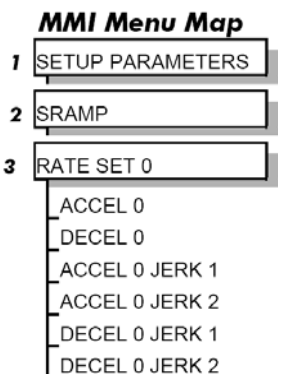 MMI Menu Map
1 SETUP PARAMETERS
2 SRAMP
3 RATE SET 0
ACCEL 0
DECEL 0
ACCEL 0 JERK 1
ACCEL 0 JERK 2
DECEL 0 JERK 1
DECEL 0 JERK 2